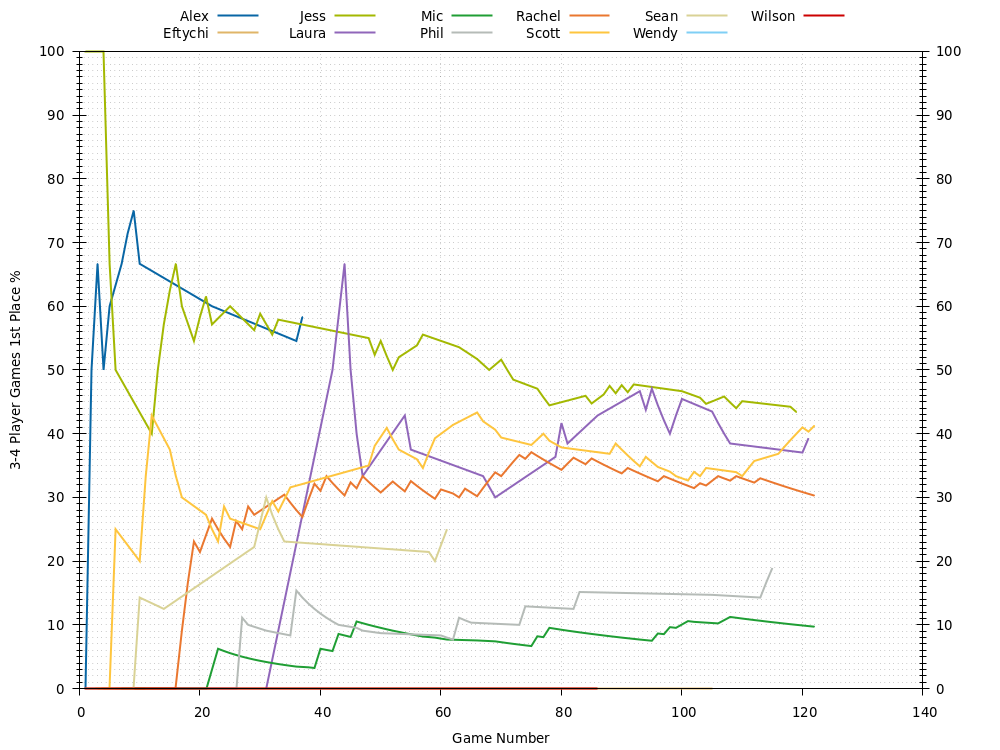 Alex Jess Mic Rachel Sean Wilson
Eftychi Laura Phil Scott Wendy
100 100
90 90
80 80
70 70
60 60
50 50
40 40
30 30
20 20
10 10
0 0
3-4 Player Games 1st Place %
0 20 40 60 80 100 120 140
Game Number